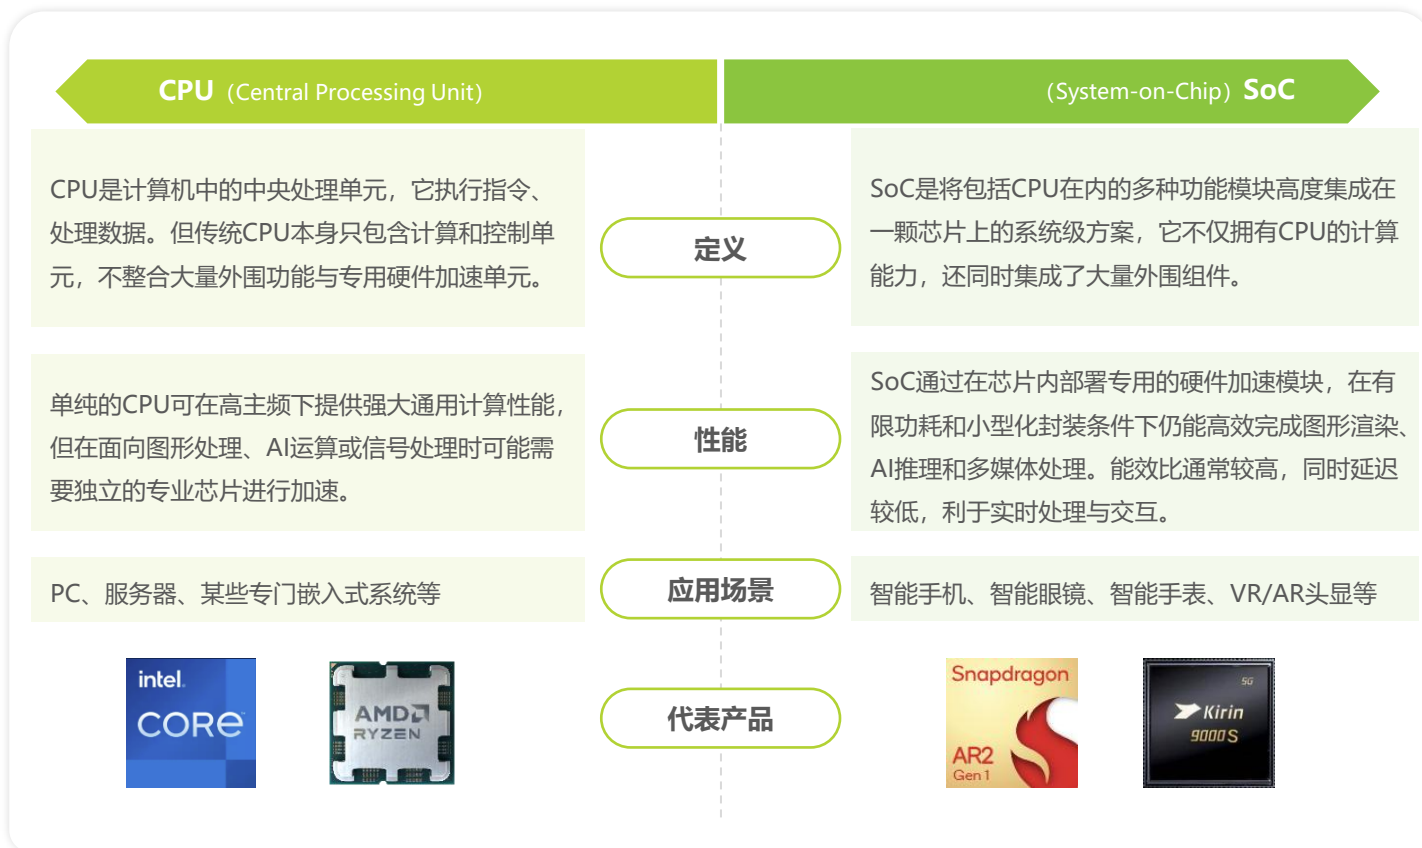 CPU（Central Processing Unit）
（System-on-Chip）SoC
CPU是计算机中的中央处理单元，它执行指令、
处理数据。但传统CPU本身只包含计算和控制单
元，不整合大量外围功能与专用硬件加速单元。
定义
SoC是将包括CPU在内的多种功能模块高度集成在
一颗芯片上的系统级方案，它不仅拥有CPU的计算
能力，还同时集成了大量外围组件。
单纯的CPU可在高主频下提供强大通用计算性能，
但在面向图形处理、AI运算或信号处理时可能需
要独立的专业芯片进行加速。
性能
SoC通过在芯片内部署专用的硬件加速模块，在有
限功耗和小型化封装条件下仍能高效完成图形渲染、
AI推理和多媒体处理。能效比通常较高，同时延迟
较低，利于实时处理与交互。
PC、服务器、某些专门嵌入式系统等
应用场景
智能手机、智能眼镜、智能手表、VR/AR头显等
intel.
CORE
AMD
RYZEN
代表产品
Snapdragon
AR2
Gen 1
5G
Kirin
9000S